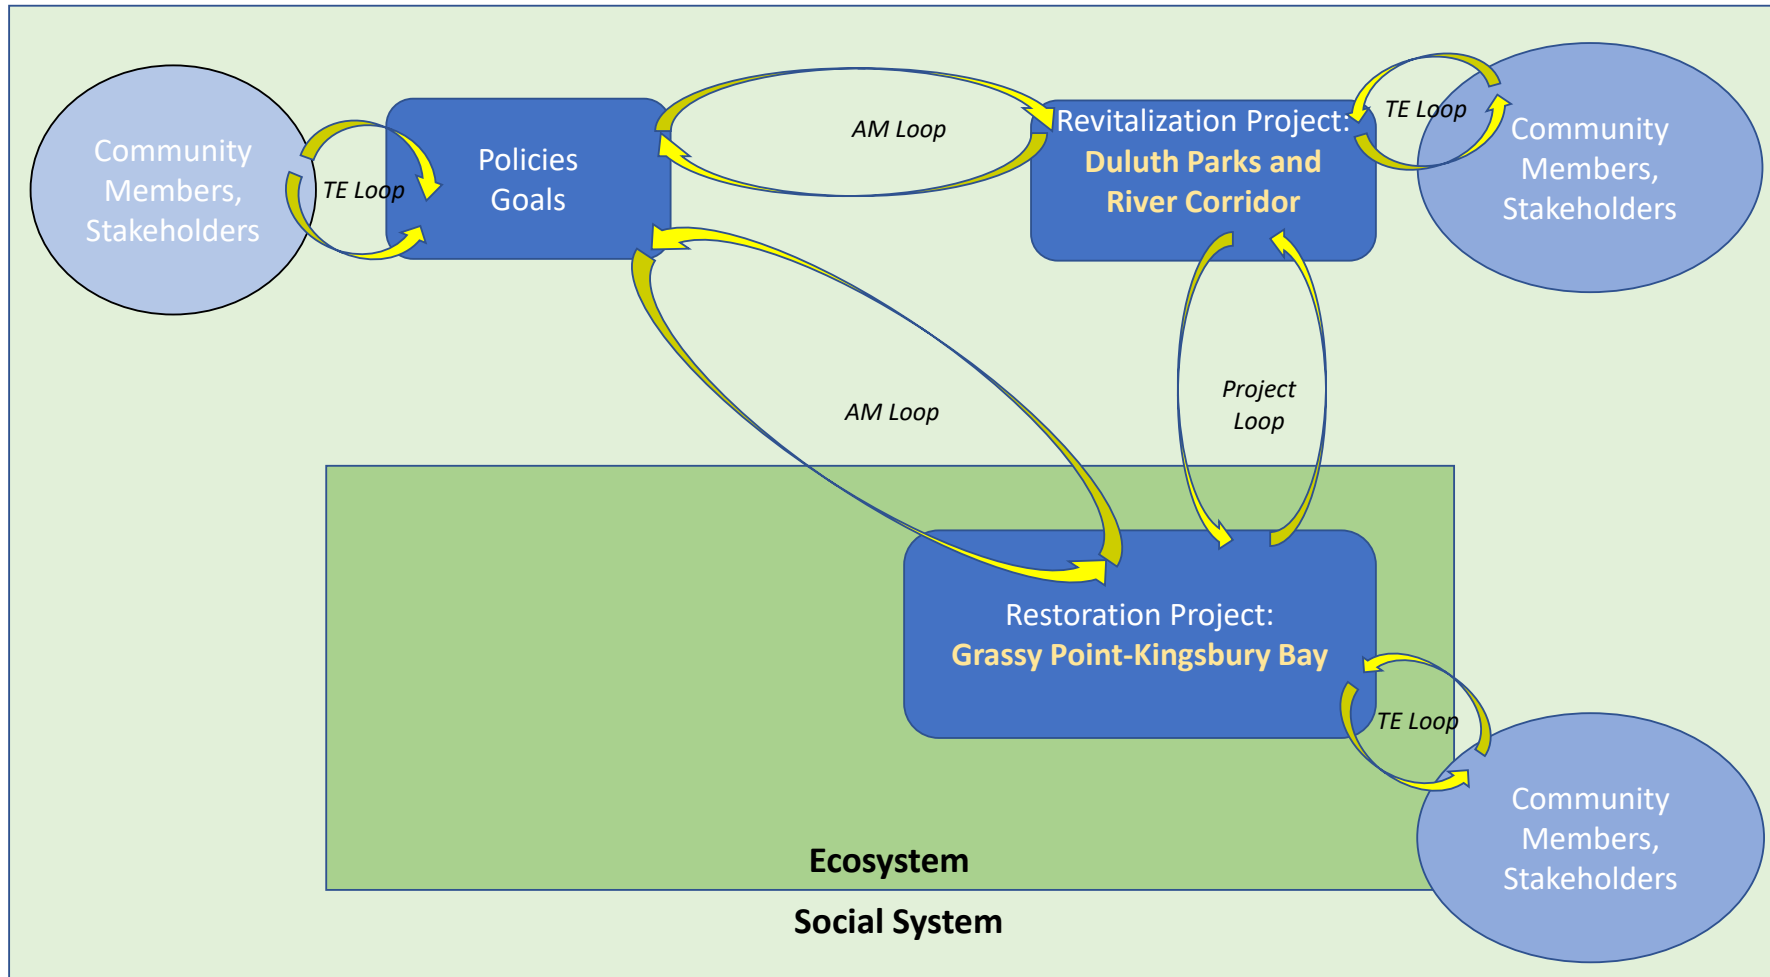 Community
Members,
Stakeholders
TE Loop
Policies
Goals
AM Loop
Revitalization Project:
Duluth Parks and
River Corridor
TE Loop
Community
Members,
Stakeholders
AM Loop
Project
Loop
Restoration Project:
Grassy Point-Kingsbury Bay
TE Loop
Community
Members,
Stakeholders
Ecosystem
Social System